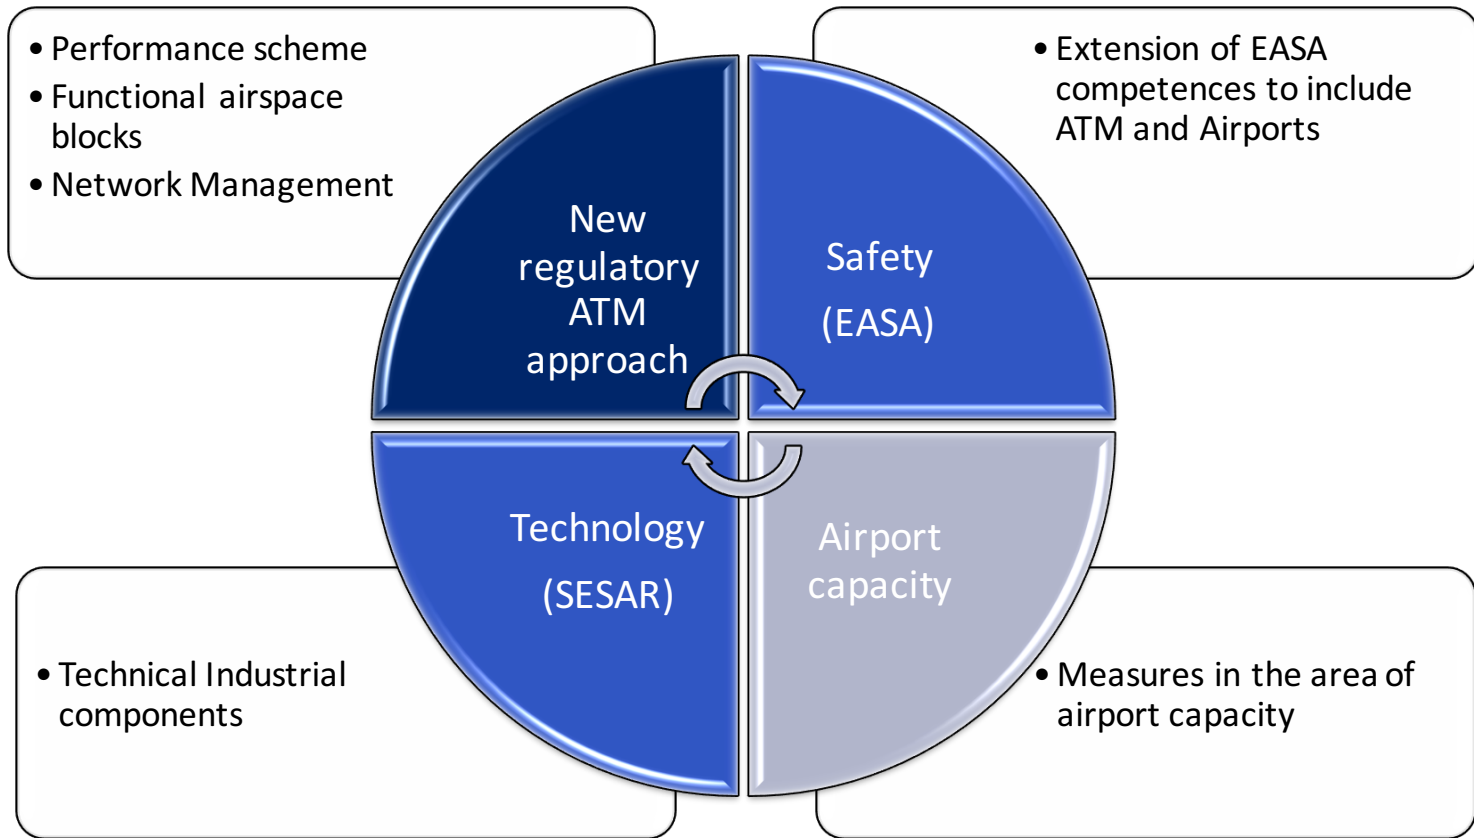 • Performance scheme
• Functional airspace
blocks
• Network Management
• Extension of EASA
competences to include
ATM and Airports
New
regulatory
ATM
approach
Safety
(EASA)
Technology
(SESAR)
Airport
capacity
• Technical Industrial
components
• Measures in the area of
airport capacity